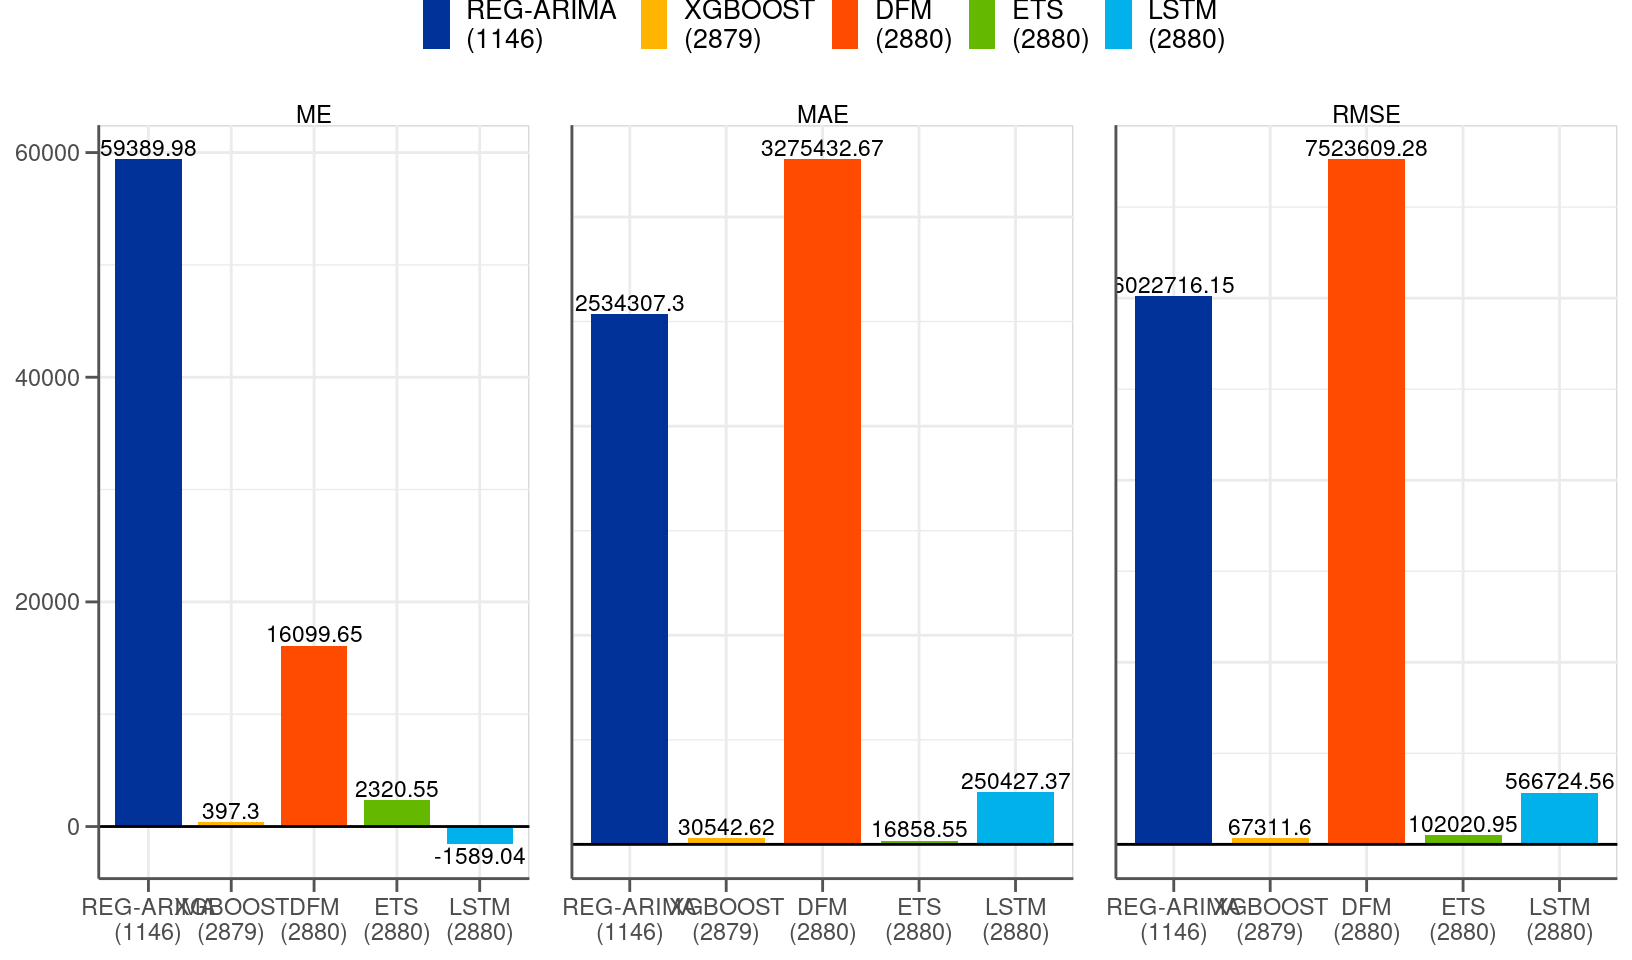 REG-ARIMA XGBOOST DFM ETS LSTM
(1146) (2879) (2880) (2880) (2880)
ME MAE RMSE
60000
40000
20000
0
59389.98
397.3
16099.65
2320.55
-1589.04
2534307.3
30542.62
3275432.67
16858.55
250427.37
6022716.15
67311.6
7523609.28
102020.95
566724.56
REG-ARIMA XGBOOST DFM ETS LSTM
(1146) (2879) (2880) (2880) (2880)
REG-ARIMA XGBOOST DFM ETS LSTM
(1146) (2879) (2880) (2880) (2880)
REG-ARIMA XGBOOST DFM ETS LSTM
(1146) (2879) (2880) (2880) (2880)